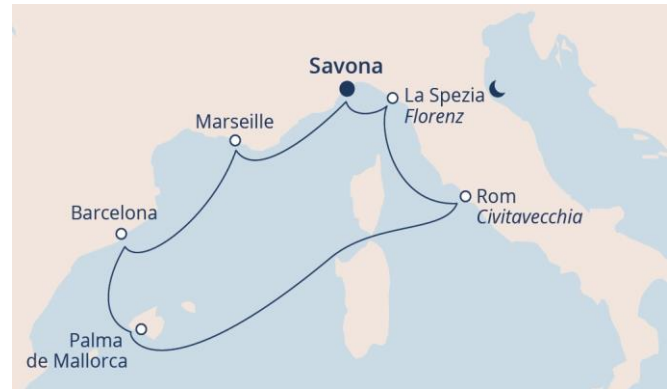 Savona
La Spezia
Florenz
Marseille
Rom
Civitavecchia
Barcelona
Palma
de Mallorca